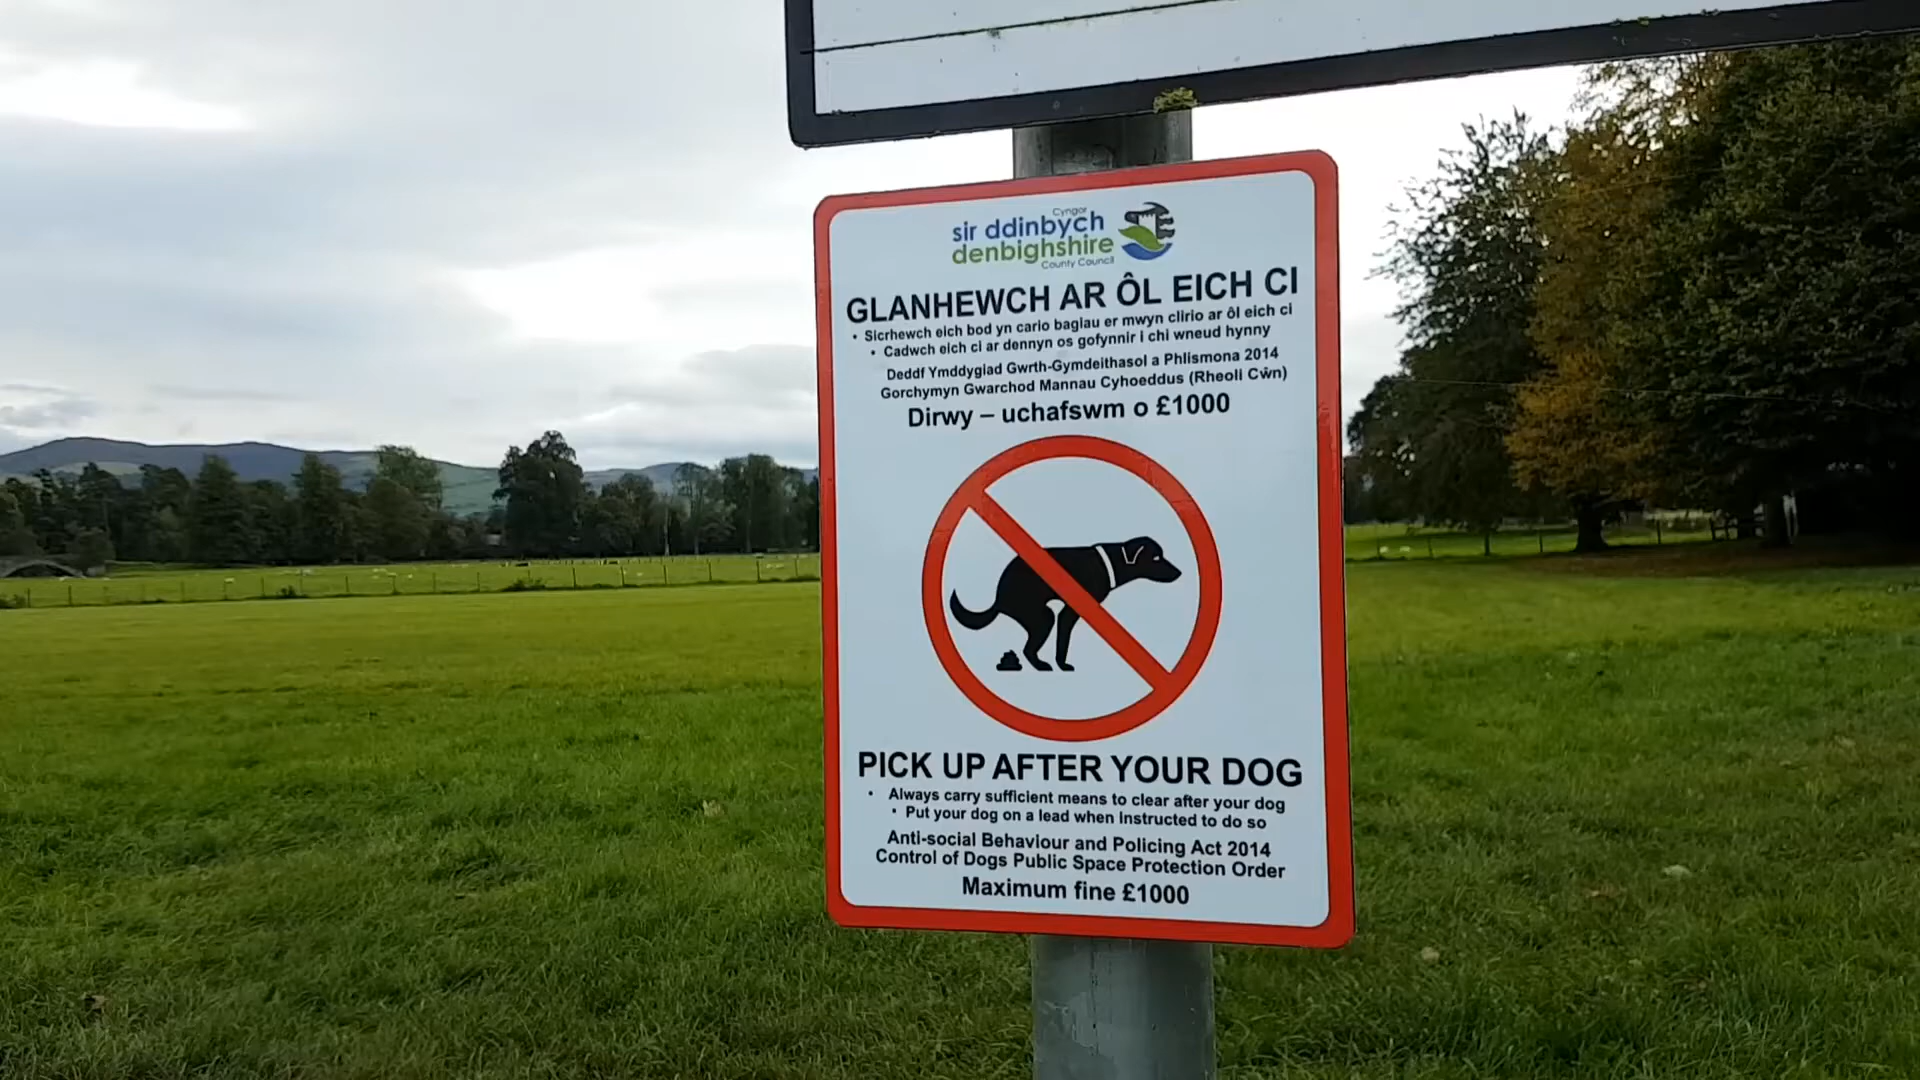 Cyngor
sir ddinbych
denbighshire
County Council
GLANHEWCH AR ÔL EICH CI
• Sicrhewch eich bod yn cario bagiau er mwyn clirio ar ôl eich ci
• Cadwch eich ci ar dennyn os gofynnir i chi wneud hynny
Deddf Ymddygiad Gwrth-Gymdeithasol a Phlismona 2014
Gorchymyn Gwarchod Mannau Cyhoeddus (Rheoli Cŵn)
Dirwy – uchafswm o £1000
PICK UP AFTER YOUR DOG
• Always carry sufficient means to clear after your dog
• Put your dog on a lead when instructed to do so
Anti-social Behaviour and Policing Act 2014
Control of Dogs Public Space Protection Order
Maximum fine £1000